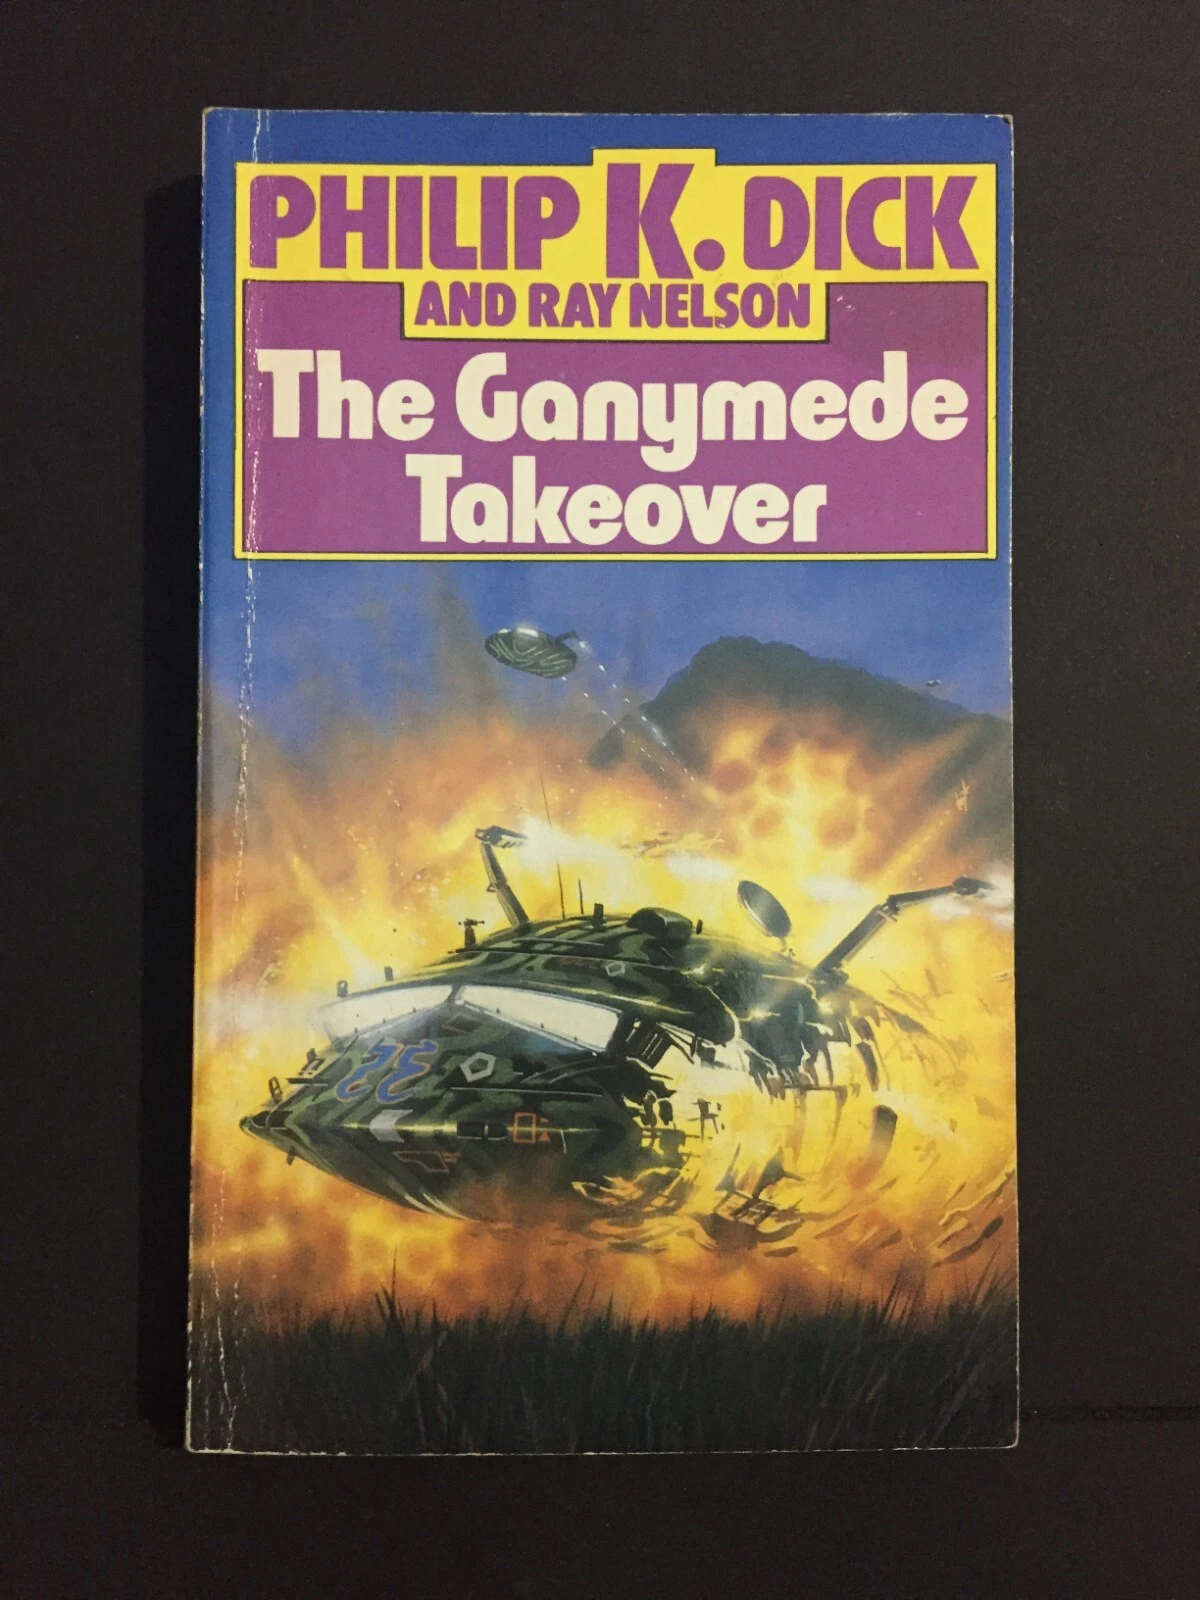 PHILIP K. DICK
AND RAY NELSON
The Ganymede
Takeover